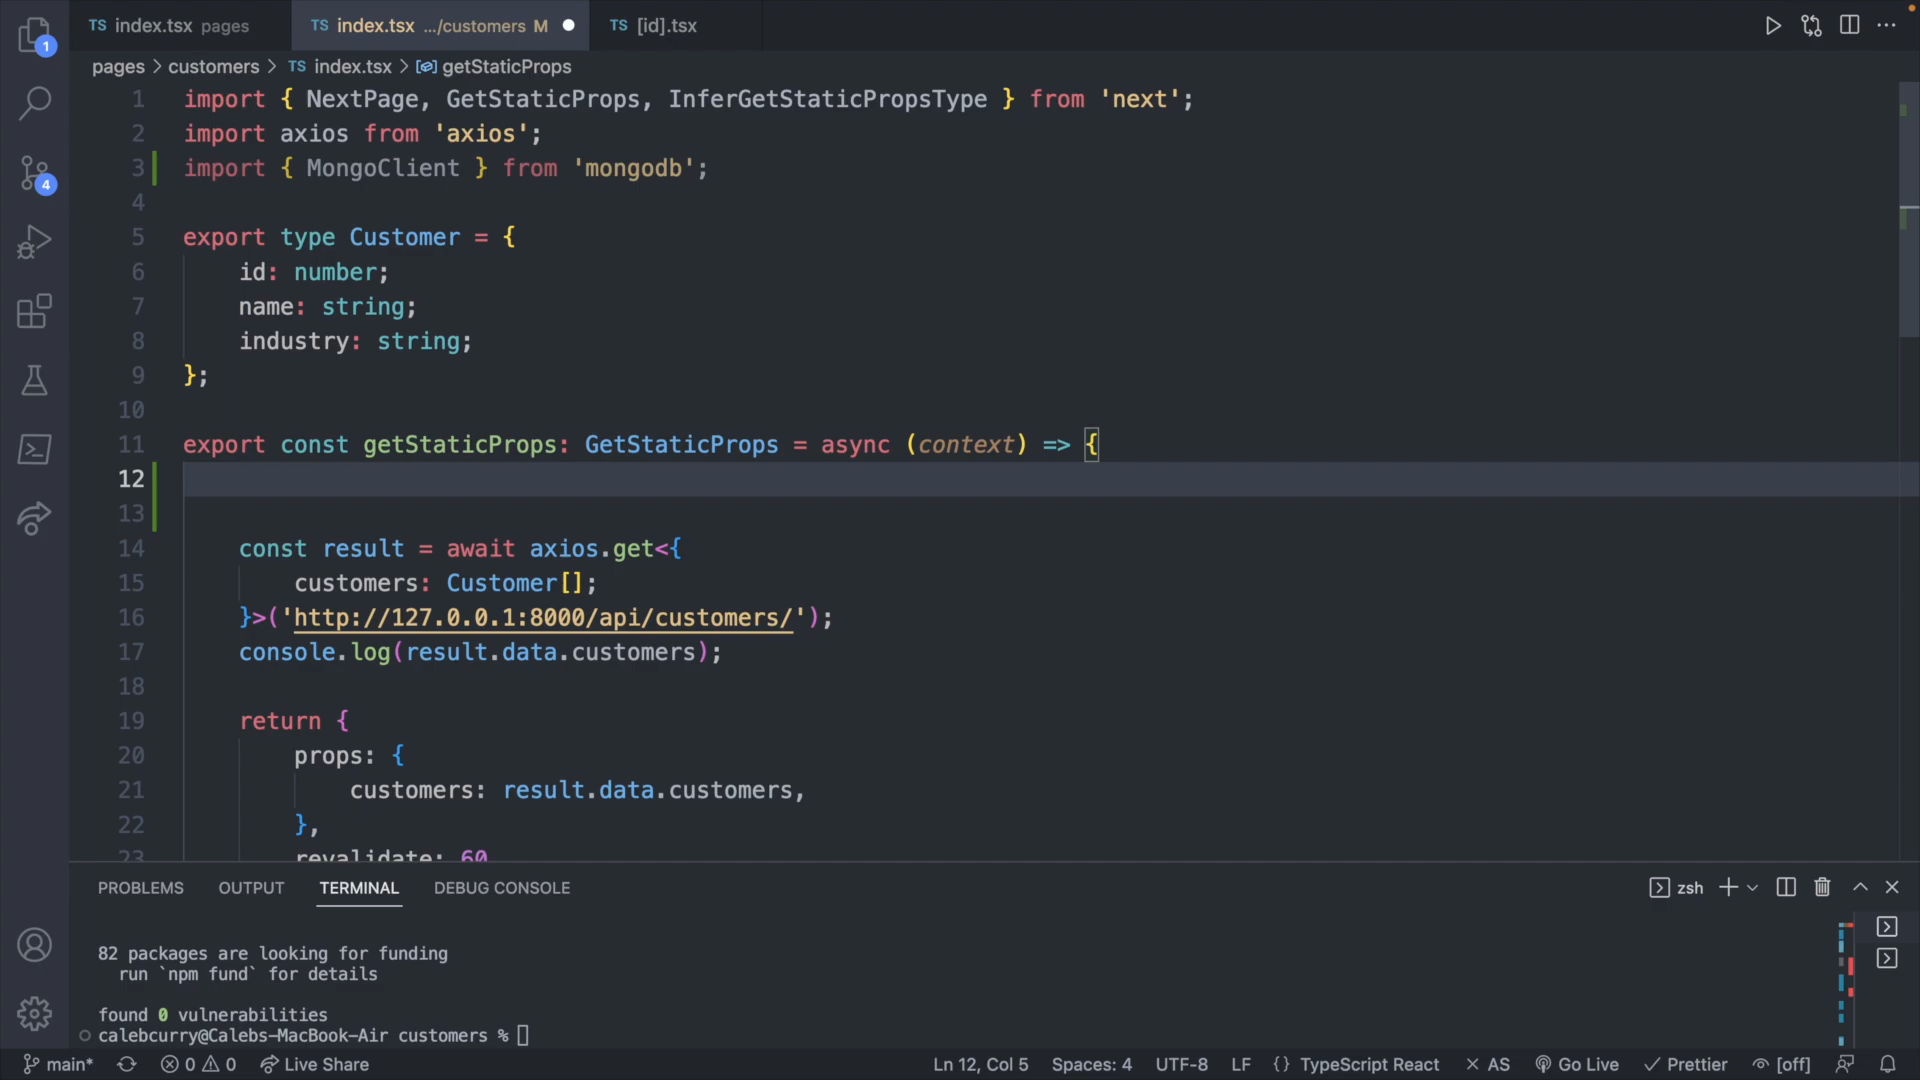 TS index.tsx pages
TS index.tsx .../customers M
TS [id].tsx
pages > customers > TS index.tsx > getStaticProps
1 import { NextPage, GetStaticProps, InferGetStaticPropsType } from 'next';
2 import axios from 'axios';
3 import { MongoClient } from 'mongodb';
4
5 export type Customer = {
6 id: number;
7 name: string;
8 industry: string;
9 };
10
11 export const getStaticProps: GetStaticProps = async (context) => {
12
13
14 const result = await axios.get<{
15 customers: Customer[];
16 }>('http://127.0.0.1:8000/api/customers/');
17 console.log(result.data.customers);
18
19 return {
20 props: {
21 customers: result.data.customers,
22 },
23 revalidate: 60
1
4
PROBLEMS OUTPUT TERMINAL DEBUG CONSOLE
zsh
82 packages are looking for funding
run `npm fund` for details
found 0 vulnerabilities
calebcurry@Calebs-MacBook-Air customers %
main* 0 0 Live Share Ln 12, Col 5 Spaces: 4 UTF-8 LF {} TypeScript React AS Go Live Prettier [off]